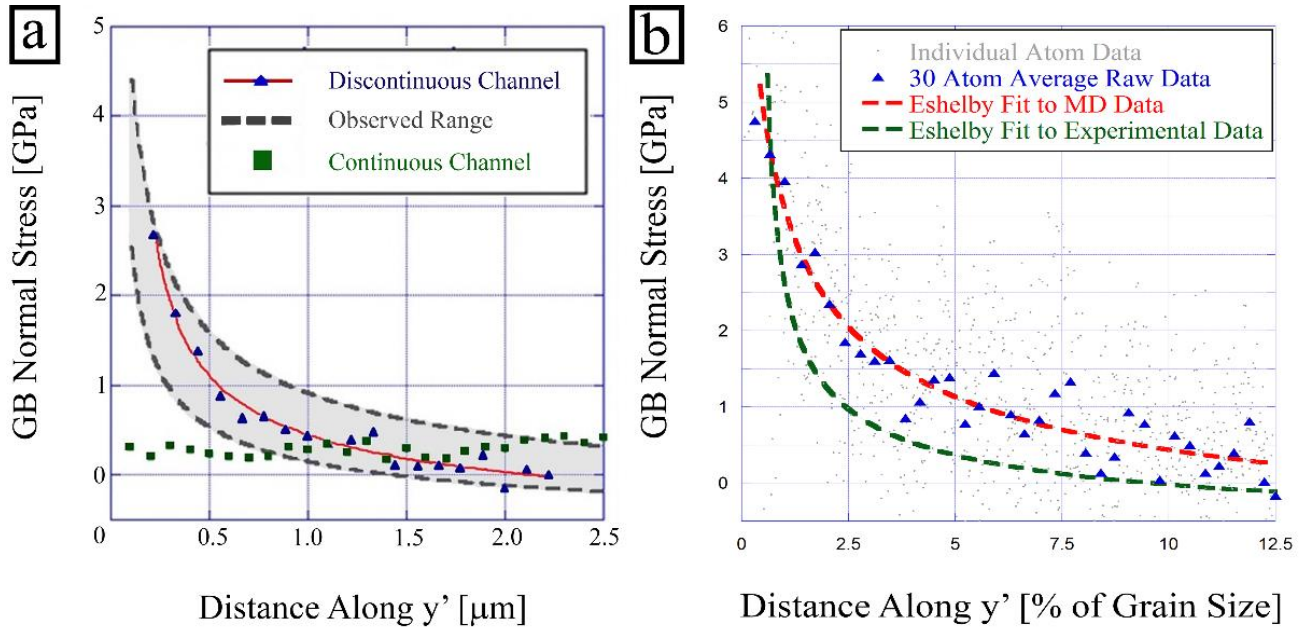 a
GB Normal Stress [GPa]
5
4
3
2
1
0
0
0.5
1.0
1.5
2.0
2.5
Discontinuous Channel
Observed Range
Continuous Channel
Distance Along y' [μm]
b
GB Normal Stress [GPa]
6
5
4
3
2
1
0
0
2.5
5
7.5
10
12.5
Individual Atom Data
30 Atom Average Raw Data
Eshelby Fit to MD Data
Eshelby Fit to Experimental Data
Distance Along y' [% of Grain Size]